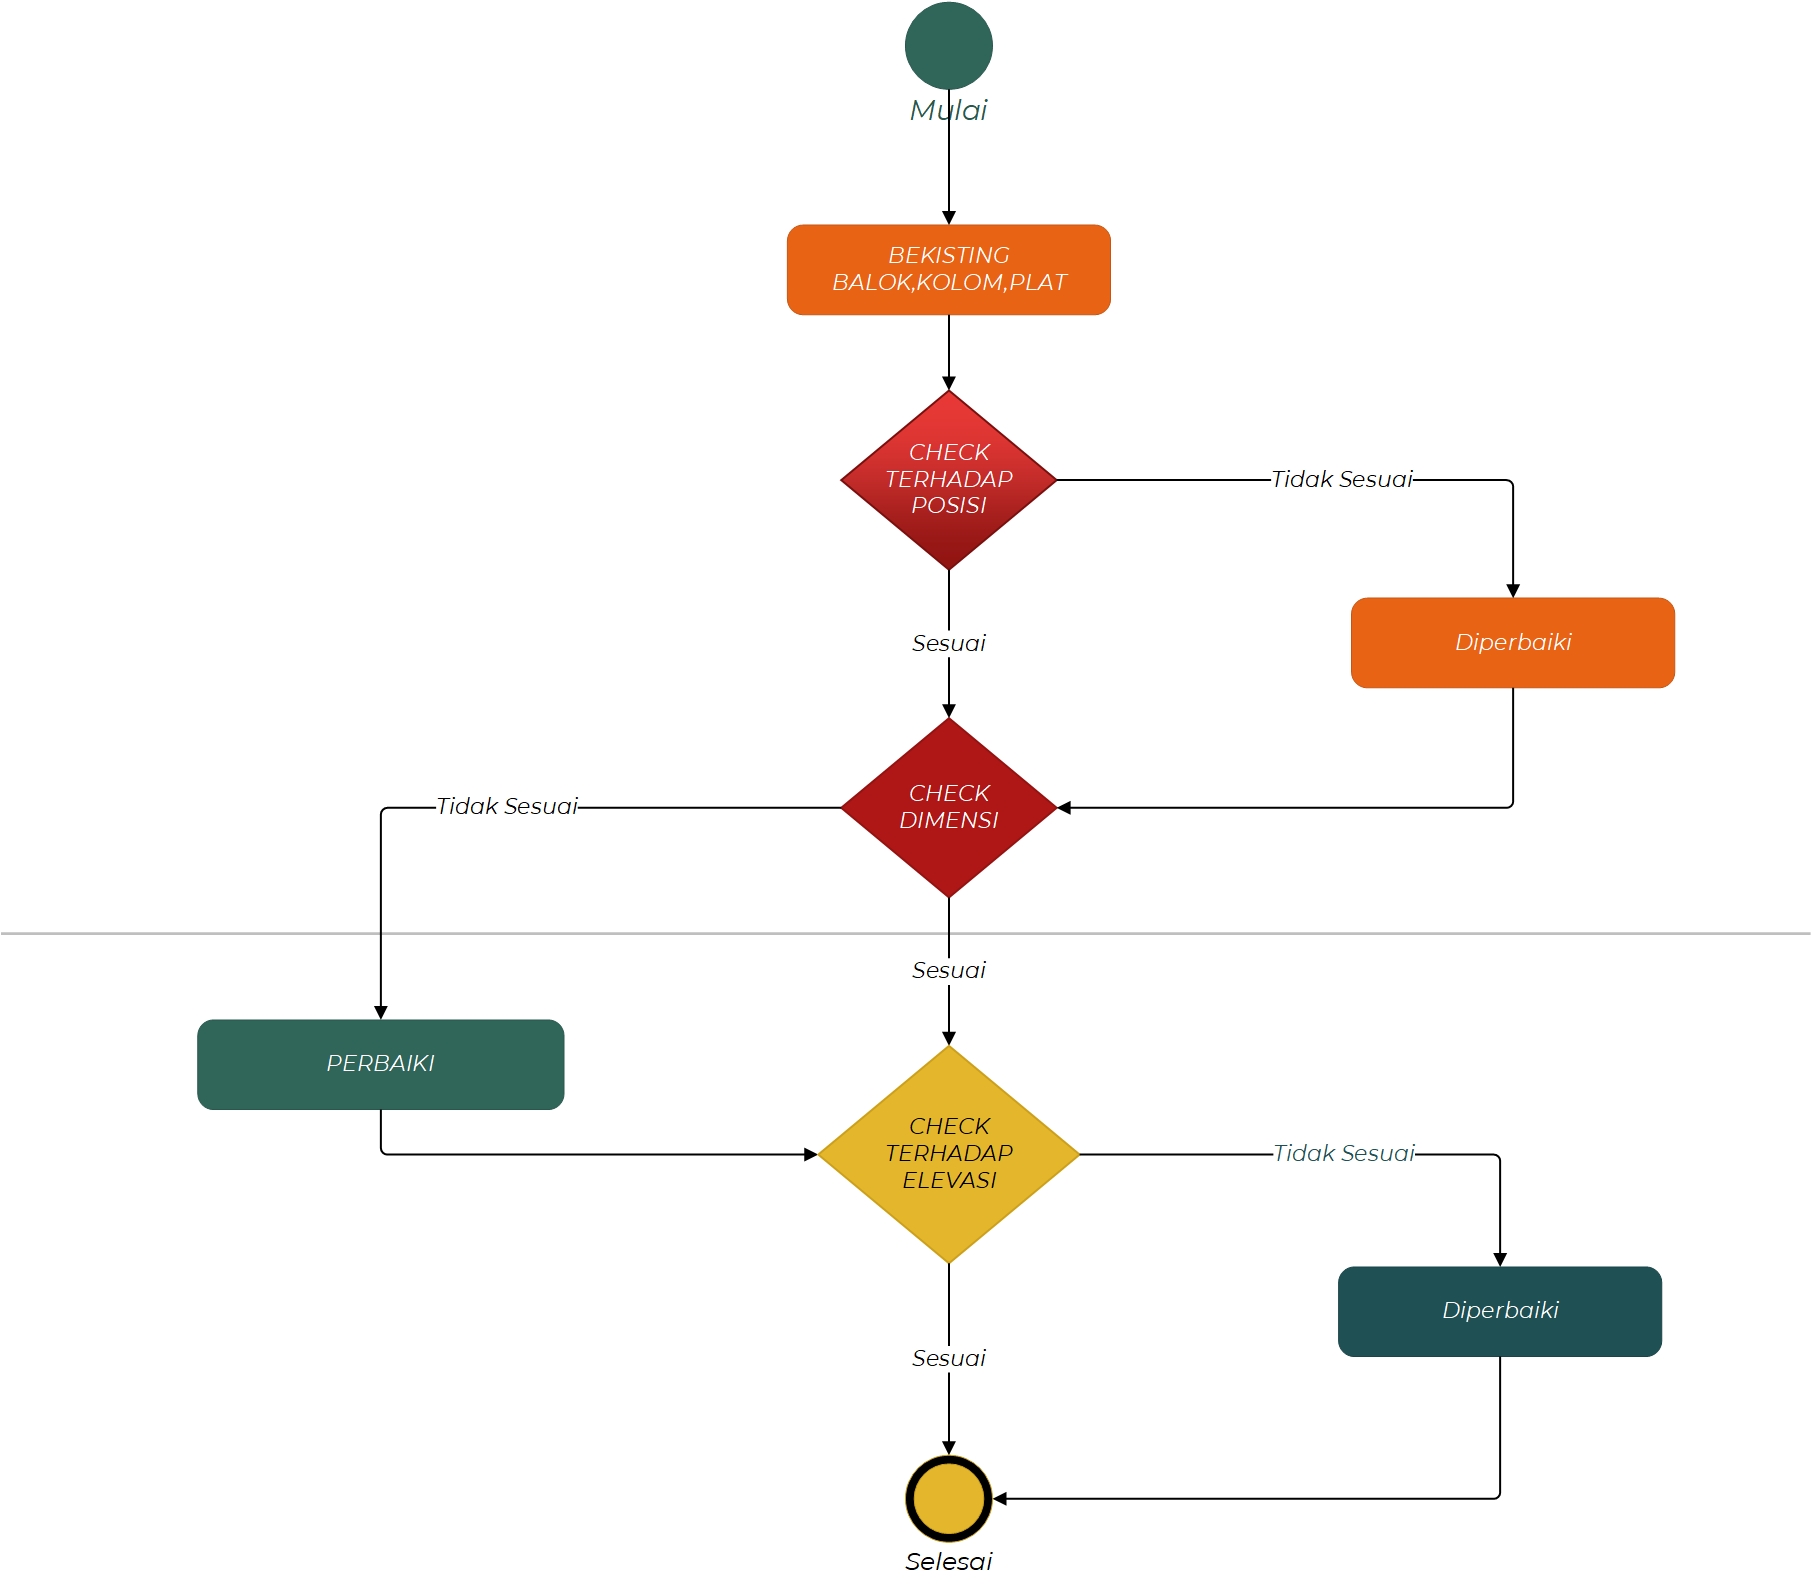 Mulai
BEKISTING
BALOK,KOLOM,PLAT
CHECK
TERHADAP
POSISI
Tidak Sesuai
Sesuai
Diperbaiki
CHECK
DIMENSI
Tidak Sesuai
Sesuai
PERBAIKI
CHECK
TERHADAP
ELEVASI
Tidak Sesuai
Diperbaiki
Sesuai
Selesai